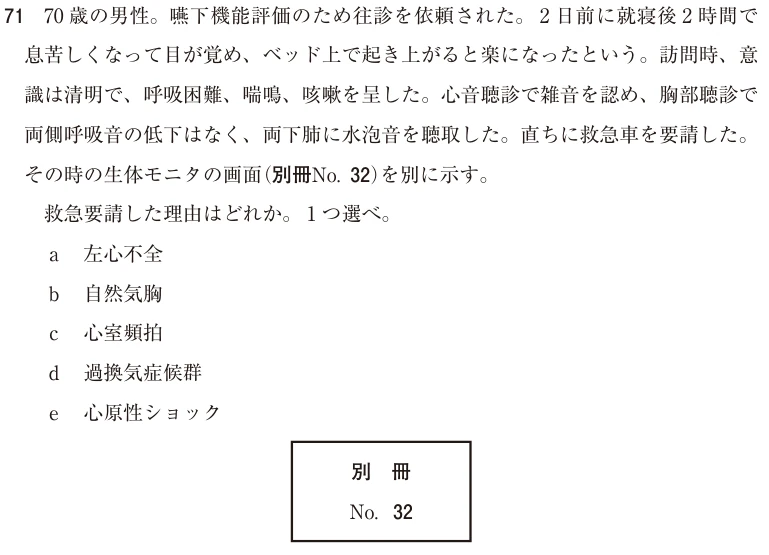 71 70歳の男性。嚥下機能評価のため往診を依頼された。2日前に就寝後2時間で
息苦しくなって目が覚め、ベッド上で起き上がると楽になったという。訪問時、意
識は清明で、呼吸困難、喘鳴、咳嗽を呈した。心音聴診で雑音を認め、胸部聴診で
両側呼吸音の低下はなく、両下肺に水泡音を聴取した。直ちに救急車を要請した。
その時の生体モニタの画面(別冊No. 32)を別に示す。
救急要請した理由はどれか。1つ選べ。
a 左心不全
b 自然気胸
c 心室頻拍
d 過換気症候群
e 心原性ショック
別 冊
No. 32